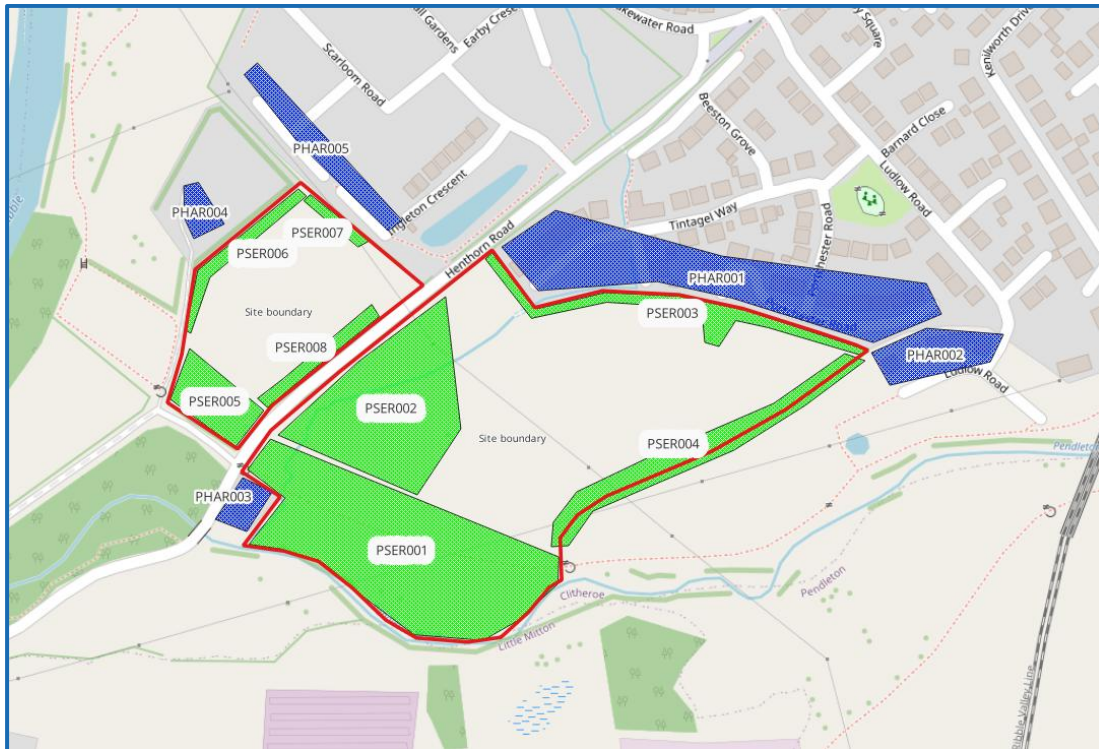 Earby Cresc
Scarloom Road
Beeston Grove
Barnard Close
Kenilworth Drive
Ludlow Road
PHAR005
PHAR004
Ingleton Crescent
Tintagel Way
PSER007
PSER006
Henthorn Road
PHAR001
Site boundary
PSER003
PSER008
PHAR002
Ludlow Road
PSER005
PSER002
Site boundary
PSER004
Pendleton
PHAR003
PSER001
Pendleton
Clitheroe
Little Mitton
Ribble Valley Line